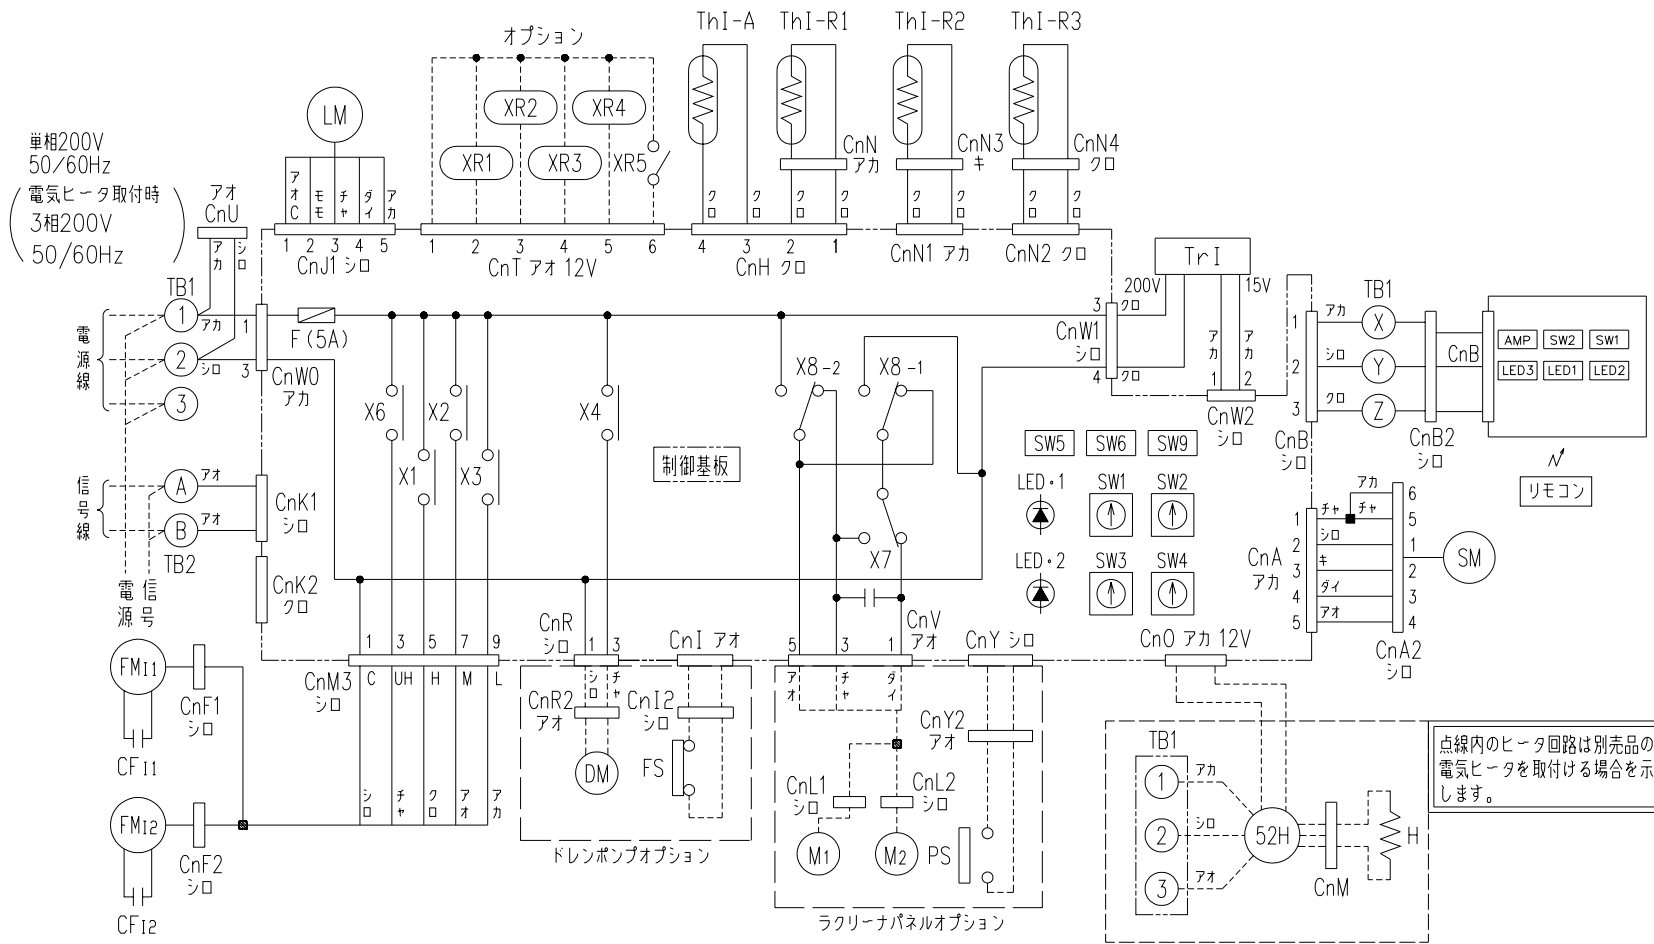 ThI-A ThI-R1 ThI-R2 ThI-R3
オプション
LM
XR2 XR4
XR1 XR3 XR5
単相200V
50/60Hz
電気ヒータ取付時
3相200V
50/60Hz
アオ
CnU
アカ シロ
アオC モモ チャ ダイ アカ
1 2 3 4 5
CnJ1 シロ
1 2 3 4 5 6
CnT アオ 12V
CnN
アカ
CnN3
キ
CnN4
クロ
クロ クロ クロ クロ クロ クロ クロ クロ
4 3 2 1
CnH クロ
CnN1 アカ
CnN2 クロ
TrI
200V 15V
3 クロ
CnW1
シロ
4 クロ
アカ アカ
1 2
CnW2
シロ
TB1
1
アカ
2
シロ
3
電源線
1
3
CnW0
アカ
F(5A)
X6 X2 X4 X8-2 X8-1
X1 X3 X7
制御基板
SW5 SW6 SW9
LED・1 SW1 SW2
LED・2 SW3 SW4
1 アカ
2 シロ
3 クロ
CnB
シロ
TB1
X
Y
Z
CnB2
シロ
CnB
AMP SW2 SW1
LED3 LED1 LED2
リモコン
信号線
A アオ
B アオ
TB2
CnK1
シロ
CnK2
クロ
電源 信号
1 チャ
2 シロ
3 キ
4 ダイ
5 アオ
CnA
アカ
アカ
チャ
6
5
1
2
3
4
CnA2
シロ
SM
FMI1
CnF1
シロ
CFI1
FMI2
CnF2
シロ
CFI2
1 3 5 7 9
CnM3
シロ
C UH H M L
シロ チャ クロ アオ アカ
CnR
シロ
1 3
シロ チャ
CnR2
アオ
DM
CnI アオ
CnI2
シロ
FS
ドレンポンプオプション
CnV
アオ
5 3 1
アオ チャ ダイ
CnL1
シロ
CnL2
シロ
M1 M2
CnY シロ
CnY2
アオ
PS
ラクリーナパネルオプション
CnO アカ 12V
TB1
1 アカ
2 シロ
3 アオ
52H
CnM
H
点線内のヒータ回路は別売品の
電気ヒータを取付ける場合を示
します。